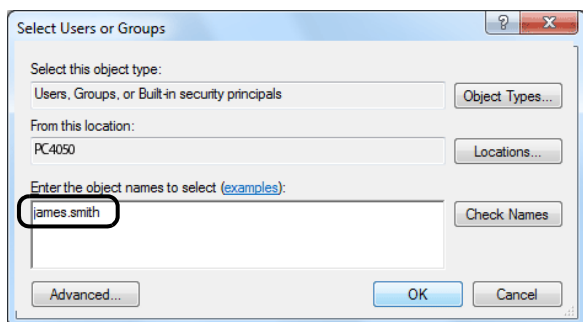 Select Users or Groups
Select this object type:
Users, Groups, or Built-in security principals
Object Types...
From this location:
PC4050
Locations...
Enter the object names to select (examples):
james.smith
Check Names
Advanced...
OK
Cancel